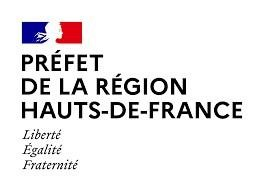 PRÉFET
DE LA RÉGION
HAUTS-DE-FRANCE
Liberté
Égalité
Fraternité